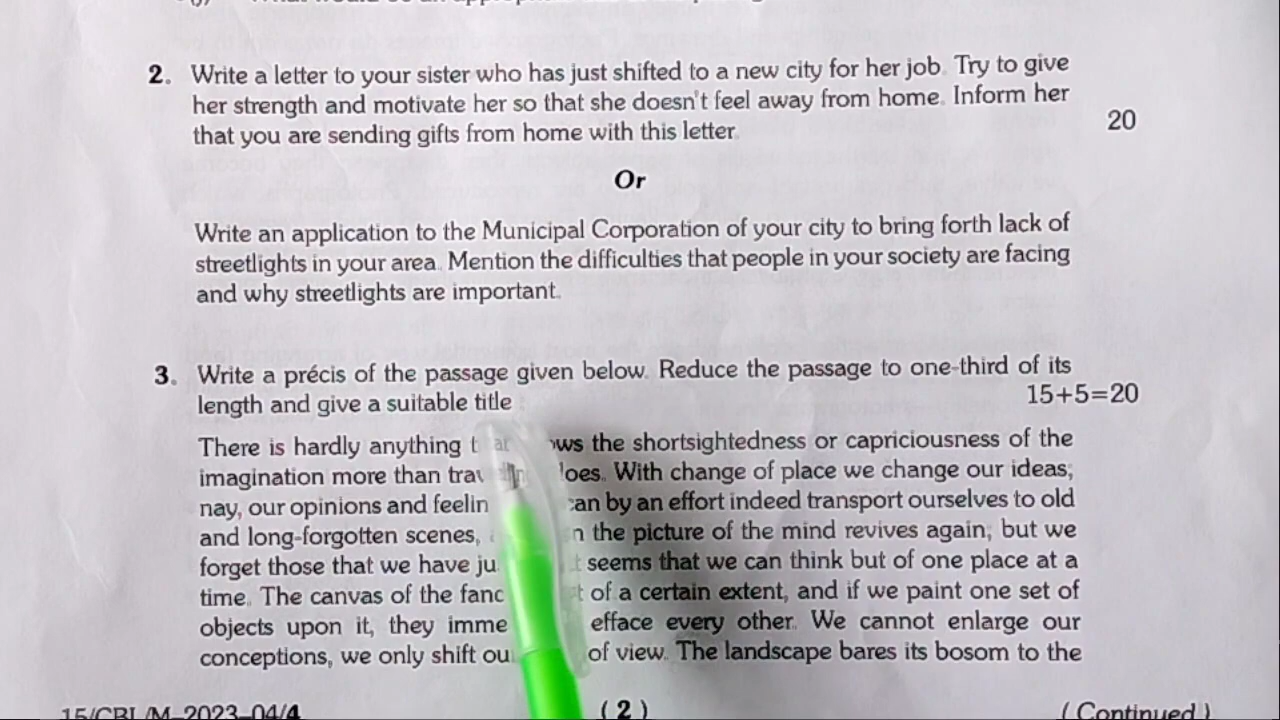 2. Write a letter to your sister who has just shifted to a new city for her job. Try to give
her strength and motivate her so that she doesn't feel away from home. Inform her
that you are sending gifts from home with this letter.
20
Or
Write an application to the Municipal Corporation of your city to bring forth lack of
streetlights in your area. Mention the difficulties that people in your society are facing
and why streetlights are important.
3. Write a précis of the passage given below. Reduce the passage to one-third of its
length and give a suitable title :
15+5=20
There is hardly anything the shortsightedness or capriciousness of the
imagination more than With change of place we change our ideas;
nay, our opinions and by an effort indeed transport ourselves to old
and long-forgotten scenes, the picture of the mind revives again; but we
forget those that we have seems that we can think but of one place at a
time. The canvas of the of a certain extent, and if we paint one set of
objects upon it, they efface every other. We cannot enlarge our
conceptions, we only shift of view. The landscape bares its bosom to the
15/CBL/M-2023-04/4
( 2 )
( Continued )